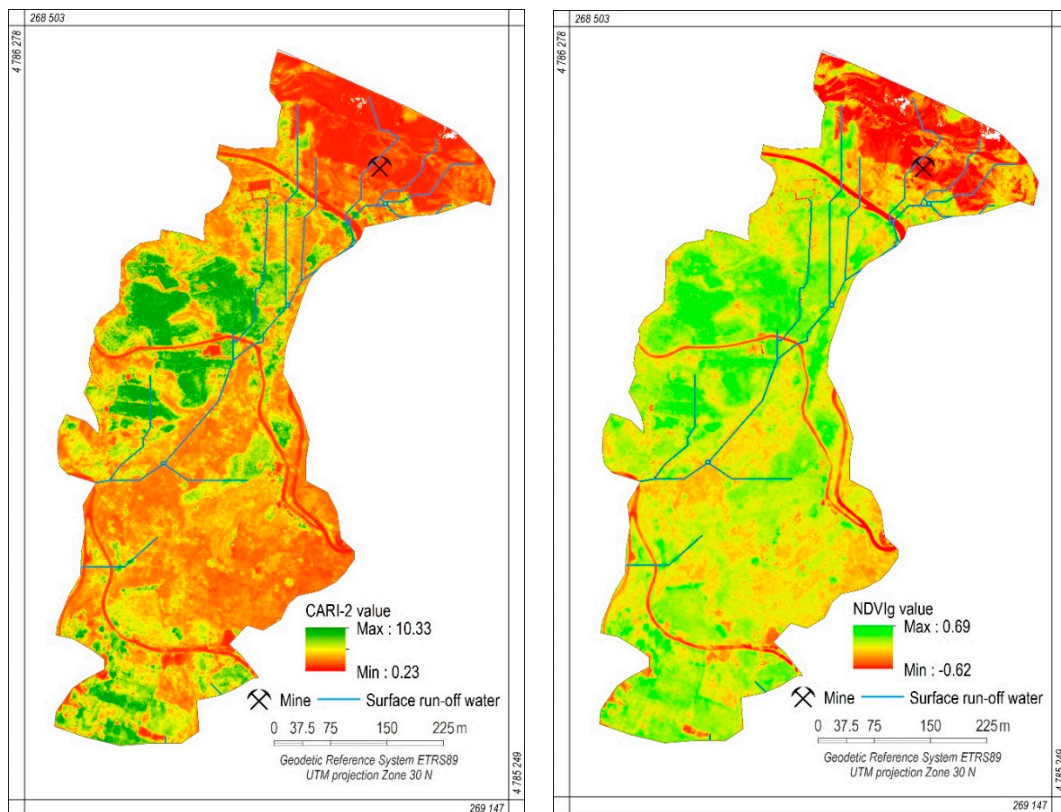 268 503
4 786 278
CARI-2 value
Max : 10.33
Min : 0.23
Mine
Surface run-off water
0 37.5 75 150 225 m
Geodetic Reference System ETRS89
UTM projection Zone 30 N
4 785 249
269 147
268 503
4 786 278
NDVIg value
Max : 0.69
Min : -0.62
Mine
Surface run-off water
0 37.5 75 150 225 m
Geodetic Reference System ETRS89
UTM projection Zone 30 N
4 785 249
269 147